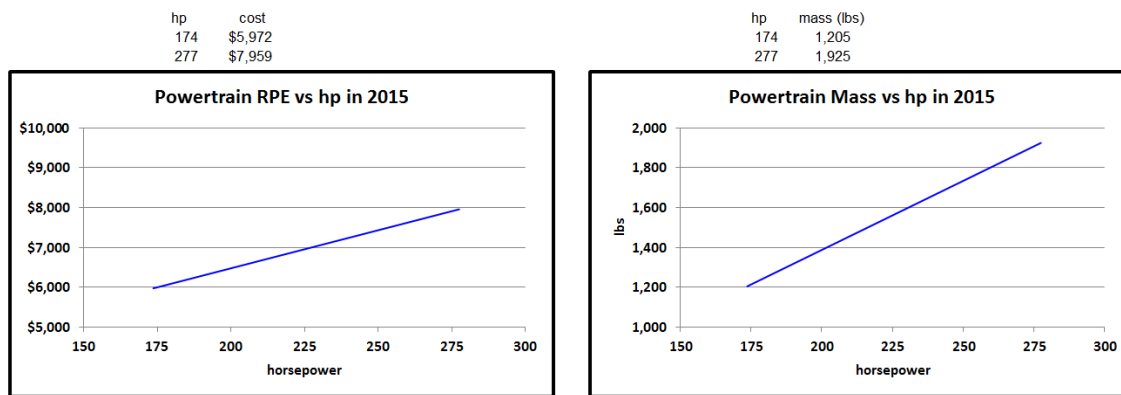 hp cost
174 $5,972
277 $7,959
Powertrain RPE vs hp in 2015
$10,000
$9,000
$8,000
$7,000
$6,000
$5,000
150 175 200 225 250 275 300
horsepower
hp mass (lbs)
174 1,205
277 1,925
Powertrain Mass vs hp in 2015
2,000
1,800
1,600
1,400
1,200
1,000
lbs
150 200 250 300
horsepower